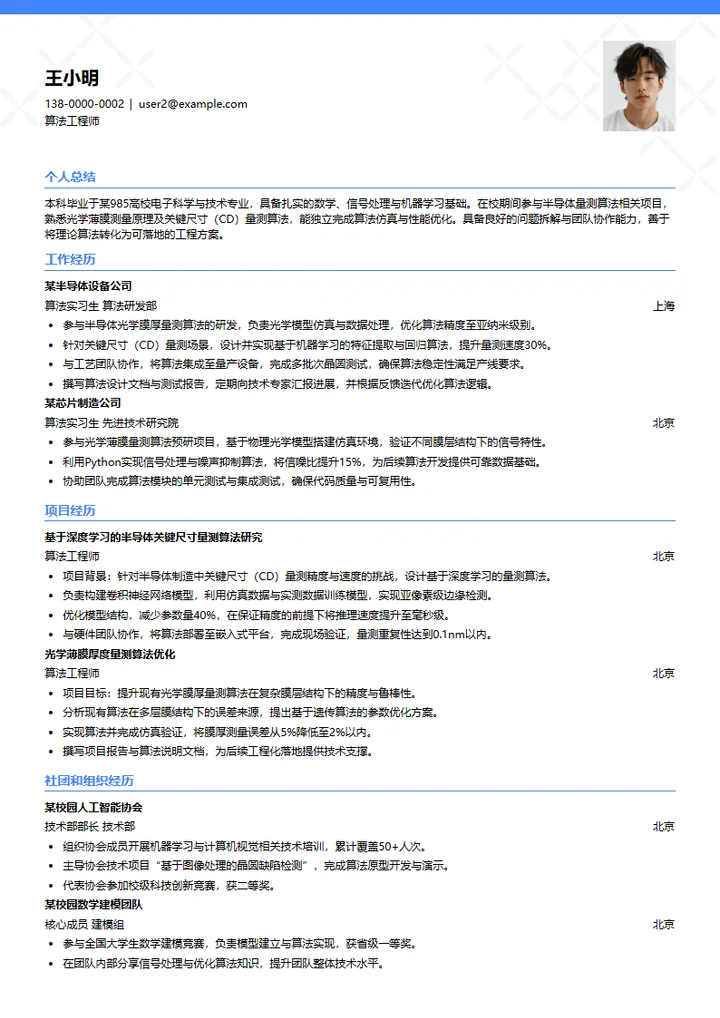 王小明
138-0000-0002 | user2@example.com
算法工程师
个人总结
本科毕业于某985高校电子科学与技术专业，具备扎实的数学、信号处理与机器学习基础。在校期间参与半导体量测算法相关项目，
熟悉光学薄膜测量原理及关键尺寸（CD）量测算法，能独立完成算法仿真与性能优化。具备良好的问题拆解与团队协作能力，善于
将理论算法转化为可落地的工程方案。
工作经历
某半导体设备公司
算法实习生 算法研发部 上海
• 参与半导体光学膜厚量测算法的研发，负责光学模型仿真与数据处理，优化算法精度至亚纳米级别。
• 针对关键尺寸（CD）量测场景，设计并实现基于机器学习的特征提取与回归算法，提升量测速度30%。
• 与工艺团队协作，将算法集成至量产设备，完成多批次晶圆测试，确保算法稳定性满足产线要求。
• 撰写算法设计文档与测试报告，定期向技术专家汇报进展，并根据反馈迭代优化算法逻辑。
某芯片制造公司
算法实习生 先进技术研究院 北京
• 参与光学薄膜量测算法预研项目，基于物理光学模型搭建仿真环境，验证不同膜层结构下的信号特性。
• 利用Python实现信号处理与噪声抑制算法，将信噪比提升15%，为后续算法开发提供可靠数据基础。
• 协助团队完成算法模块的单元测试与集成测试，确保代码质量与可复用性。
项目经历
基于深度学习的半导体关键尺寸量测算法研究
算法工程师 北京
• 项目背景：针对半导体制造中关键尺寸（CD）量测精度与速度的挑战，设计基于深度学习的量测算法。
• 负责构建卷积神经网络模型，利用仿真数据与实测数据训练模型，实现亚像素级边缘检测。
• 优化模型结构，减少参数量40%，在保证精度的前提下将推理速度提升至毫秒级。
• 与硬件团队协作，将算法部署至嵌入式平台，完成现场验证，量测重复性达到0.1nm以内。
光学薄膜厚度量测算法优化
算法工程师 北京
• 项目目标：提升现有光学膜厚量测算法在复杂膜层结构下的精度与鲁棒性。
• 分析现有算法在多层膜结构下的误差来源，提出基于遗传算法的参数优化方案。
• 实现算法并完成仿真验证，将膜厚测量误差从5%降低至2%以内。
• 撰写项目报告与算法说明文档，为后续工程化落地提供技术支撑。
社团和组织经历
某校园人工智能协会
技术部部长 技术部 北京
• 组织协会成员开展机器学习与计算机视觉相关技术培训，累计覆盖50+人次。
• 主导协会技术项目“基于图像处理的晶圆缺陷检测”，完成算法原型开发与演示。
• 代表协会参加校级科技创新竞赛，获二等奖。
某校园数学建模团队
核心成员 建模组 北京
• 参与全国大学生数学建模竞赛，负责模型建立与算法实现，获省级一等奖。
• 在团队内部分享信号处理与优化算法知识，提升团队整体技术水平。